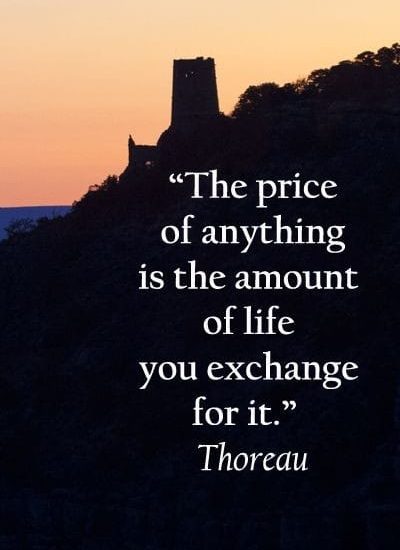 “The price
of anything
is the amount
of life
you exchange
for it.”
Thoreau